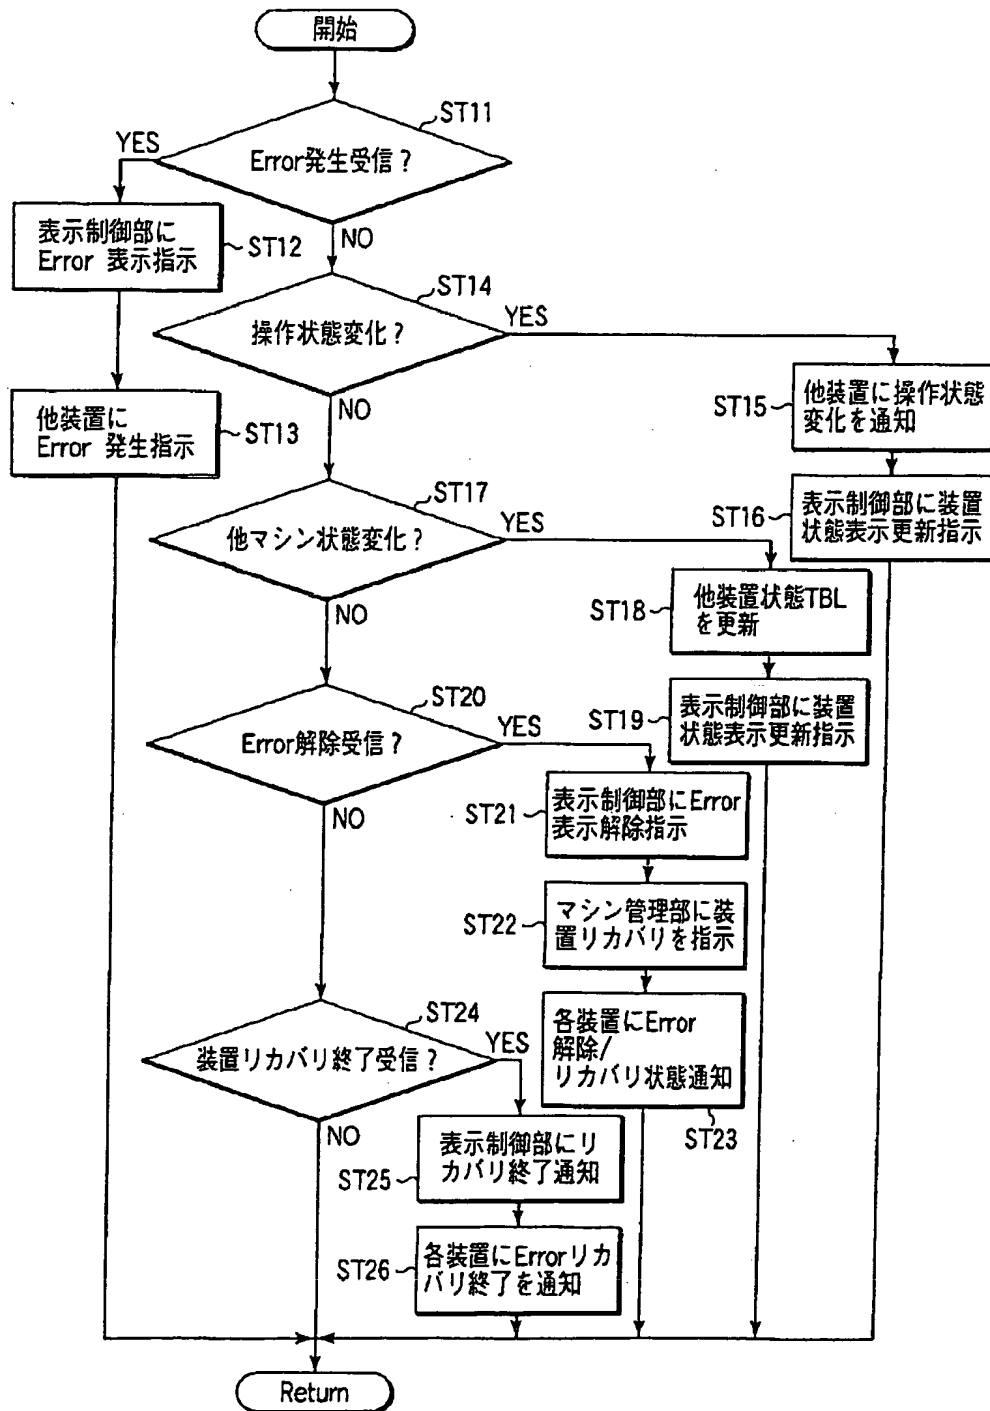 開始
ST11
YES
Error発生受信？
NO
表示制御部に
Error 表示指示
ST12
ST14
YES
操作状態変化？
NO
他装置に
Error 発生指示
ST13
ST15
他装置に操作状態
変化を通知
ST17
YES
他マシン状態変化？
NO
ST16
表示制御部に装置
状態表示更新指示
ST18
他装置状態TBL
を更新
ST20
YES
Error解除受信？
NO
ST19
表示制御部に装置
状態表示更新指示
ST21
表示制御部にError
表示解除指示
ST22
マシン管理部に装
置リカバリを指示
ST24
YES
装置リカバリ終了受信？
NO
各装置にError
解除/
リカバリ状態通知
ST23
ST25
表示制御部にリ
カバリ終了通知
ST26
各装置にErrorリカ
バリ終了を通知
Return